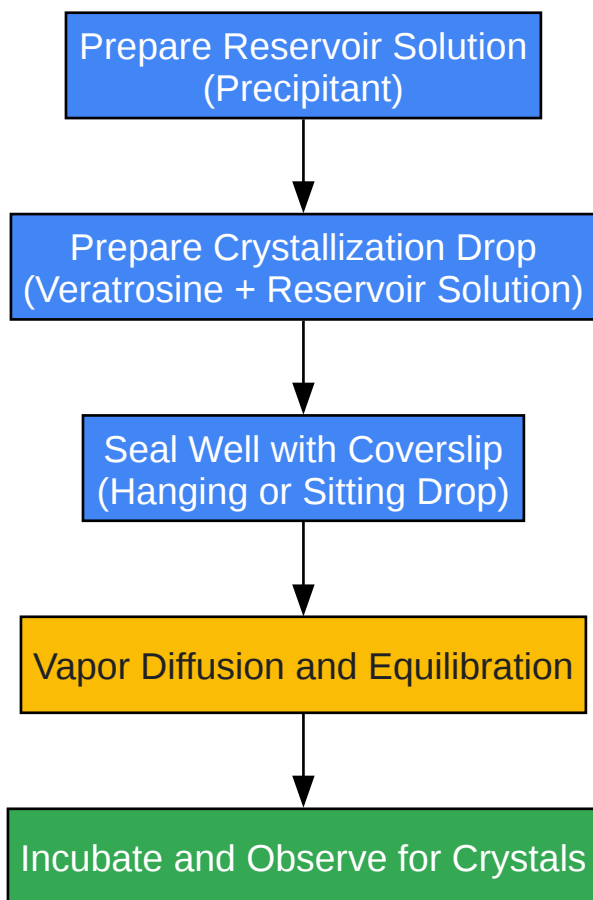 Prepare Reservoir Solution
(Precipitant)
Prepare Crystallization Drop
(Veratrosine + Reservoir Solution)
Seal Well with Coverslip
(Hanging or Sitting Drop)
Vapor Diffusion and Equilibration
Incubate and Observe for Crystals